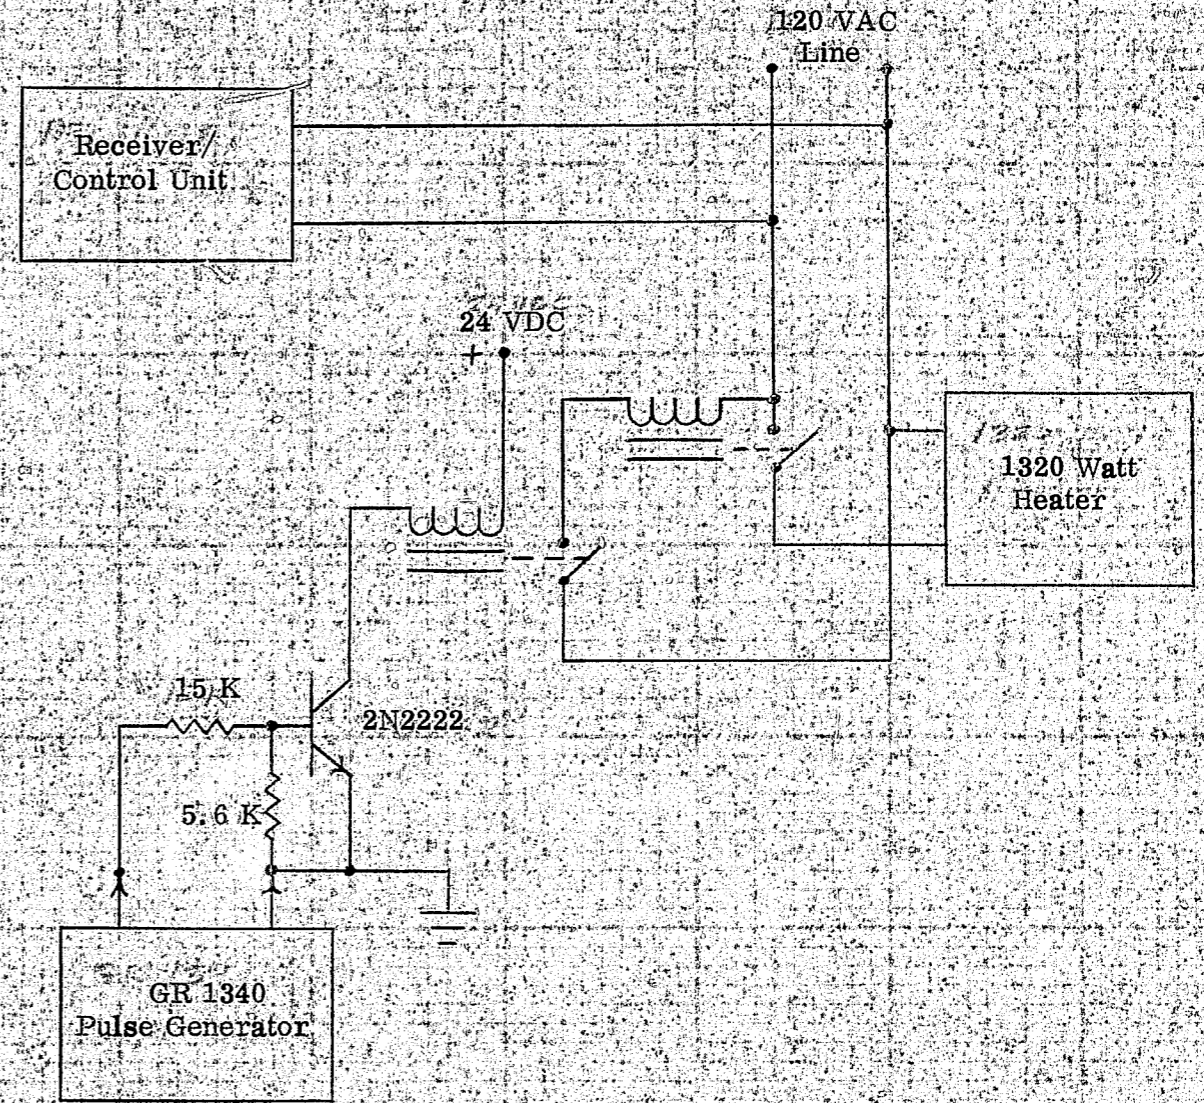 120 VAC
Line
Receiver/
Control Unit
24 VDC
+
1320 Watt
Heater
15 K
2N2222
5.6 K
GR 1340
Pulse Generator